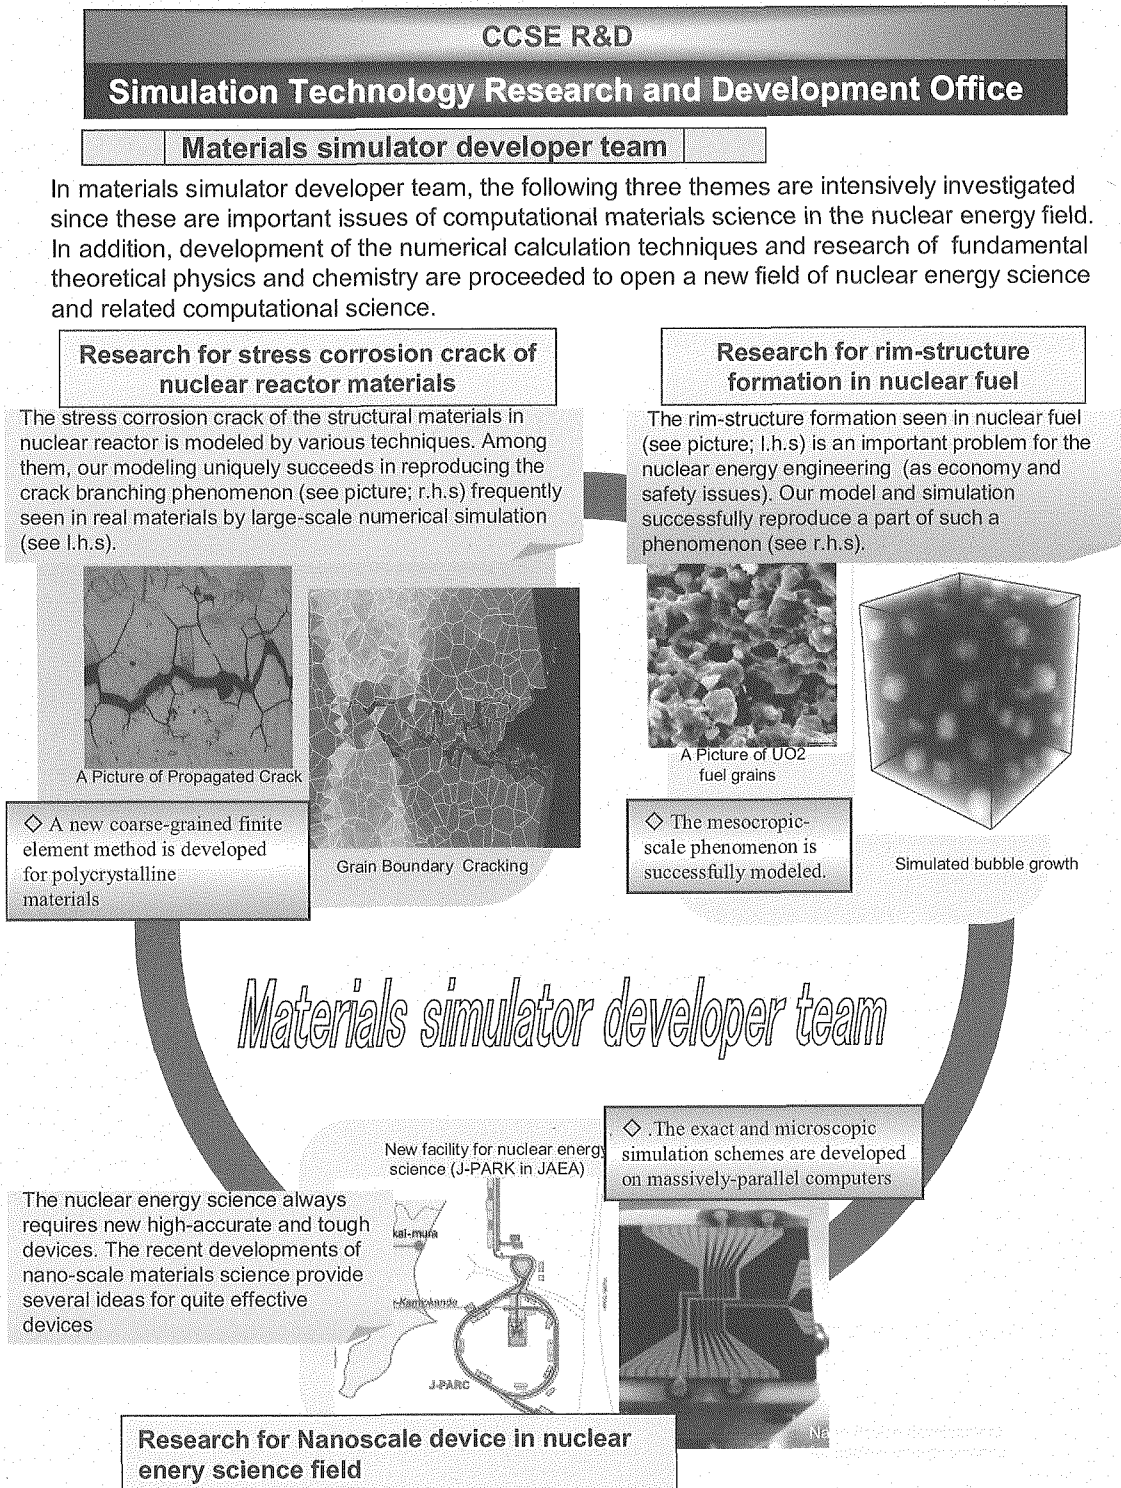 CCSE R&D
Simulation Technology Research and Development Office
Materials simulator developer team
In materials simulator developer team, the following three themes are intensively investigated
since these are important issues of computational materials science in the nuclear energy field.
In addition, development of the numerical calculation techniques and research of fundamental
theoretical physics and chemistry are proceeded to open a new field of nuclear energy science
and related computational science.
Research for stress corrosion crack of
nuclear reactor materials
The stress corrosion crack of the structural materials in
nuclear reactor is modeled by various techniques. Among
them, our modeling uniquely succeeds in reproducing the
crack branching phenomenon (see picture; r.h.s) frequently
seen in real materials by large-scale numerical simulation
(see l.h.s).
A Picture of Propagated Crack
Grain Boundary Cracking
◇ A new coarse-grained finite
element method is developed
for polycrystalline
materials
Research for rim-structure
formation in nuclear fuel
The rim-structure formation seen in nuclear fuel
(see picture; l.h.s) is an important problem for the
nuclear energy engineering (as economy and
safety issues). Our model and simulation
successfully reproduce a part of such a
phenomenon (see r.h.s).
A Picture of UO2
fuel grains
Simulated bubble growth
◇ The mesocropic-
scale phenomenon is
successfully modeled.
Materials simulator developer team
◇ .The exact and microscopic
simulation schemes are developed
on massively-parallel computers
New facility for nuclear energy
science (J-PARK in JAEA)
The nuclear energy science always
requires new high-accurate and tough
devices. The recent developments of
nano-scale materials science provide
several ideas for quite effective
devices
kai-mura
-Kamiokande
J-PARC
Na
Research for Nanoscale device in nuclear
enery science field